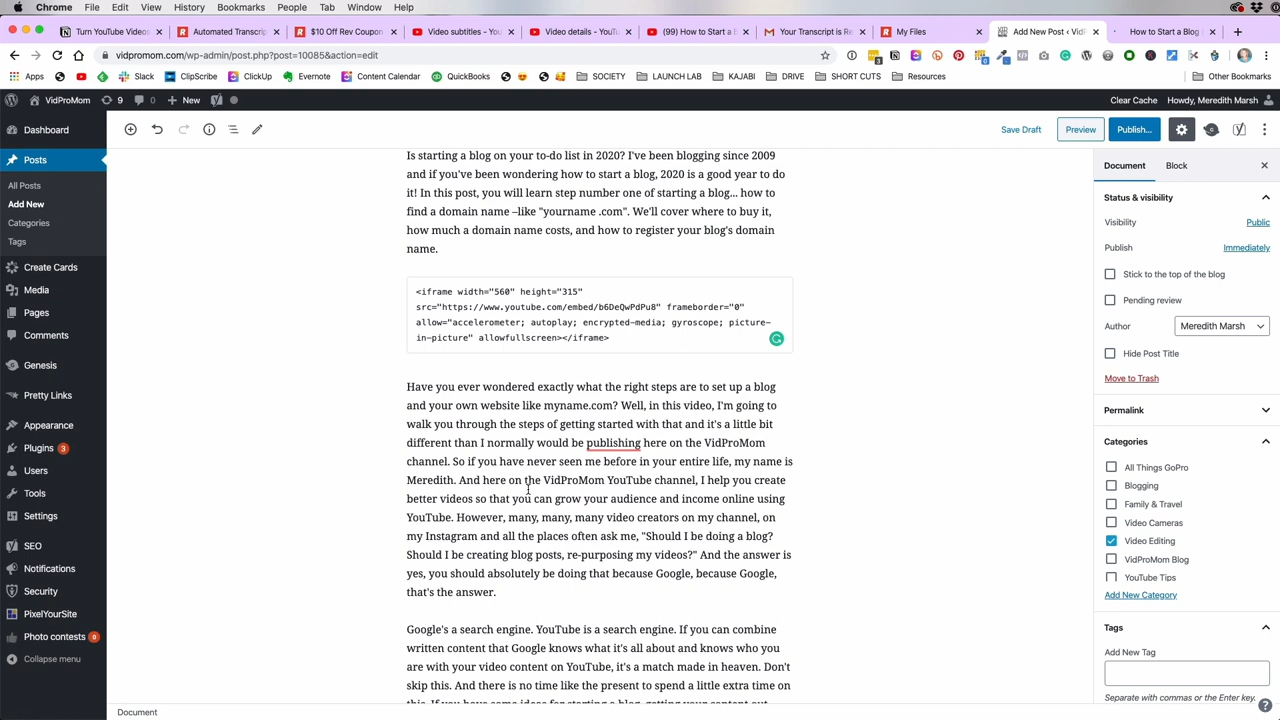 Chrome File Edit View History Bookmarks People Tab Window Help
Turn YouTube Videos
Automated Transcrip
$10 Off Rev Coupon
Video subtitles - You
Video details - YouTu
(99) How to Start a B
Your Transcript is Re
My Files
Add New Post ‹ VidP
How to Start a Blog
vidpromom.com/wp-admin/post.php?post=10085&action=edit
Apps Slack ClipScribe ClickUp Evernote Content Calendar QuickBooks SOCIETY LAUNCH LAB KAJABI DRIVE SHORT CUTS Resources Other Bookmarks
VidProMom 9 0 New Clear Cache Howdy, Meredith Marsh
Dashboard
Posts
All Posts
Add New
Categories
Tags
Create Cards
Media
Pages
Comments
Genesis
Pretty Links
Appearance
Plugins 3
Users
Tools
Settings
SEO
Notifications
Security
PixelYourSite
Photo contests 0
Collapse menu
Save Draft Preview Publish...
Is starting a blog on your to-do list in 2020? I've been blogging since 2009
and if you've been wondering how to start a blog, 2020 is a good year to do
it! In this post, you will learn step number one of starting a blog... how to
find a domain name –like "yourname .com". We'll cover where to buy it,
how much a domain name costs, and how to register your blog's domain
name.
<iframe width="560" height="315"
src="https://www.youtube.com/embed/b6DeQwPdPu8" frameborder="0"
allow="accelerometer; autoplay; encrypted-media; gyroscope; picture-
in-picture" allowfullscreen></iframe>
Have you ever wondered exactly what the right steps are to set up a blog
and your own website like myname.com? Well, in this video, I'm going to
walk you through the steps of getting started with that and it's a little bit
different than I normally would be publishing here on the VidProMom
channel. So if you have never seen me before in your entire life, my name is
Meredith. And here on the VidProMom YouTube channel, I help you create
better videos so that you can grow your audience and income online using
YouTube. However, many, many, many video creators on my channel, on
my Instagram and all the places often ask me, "Should I be doing a blog?
Should I be creating blog posts, re-purposing my videos?" And the answer is
yes, you should absolutely be doing that because Google, because Google,
that's the answer.
Google's a search engine. YouTube is a search engine. If you can combine
written content that Google knows what it's all about and knows who you
are with your video content on YouTube, it's a match made in heaven. Don't
skip this. And there is no time like the present to spend a little extra time on
this. If you have some ideas for starting a blog, getting your content out
Document
Document Block
Status & visibility
Visibility Public
Publish Immediately
Stick to the top of the blog
Pending review
Author Meredith Marsh
Hide Post Title
Move to Trash
Permalink
Categories
All Things GoPro
Blogging
Family & Travel
Video Cameras
Video Editing
VidProMom Blog
YouTube Tips
Add New Category
Tags
Add New Tag
Separate with commas or the Enter key.